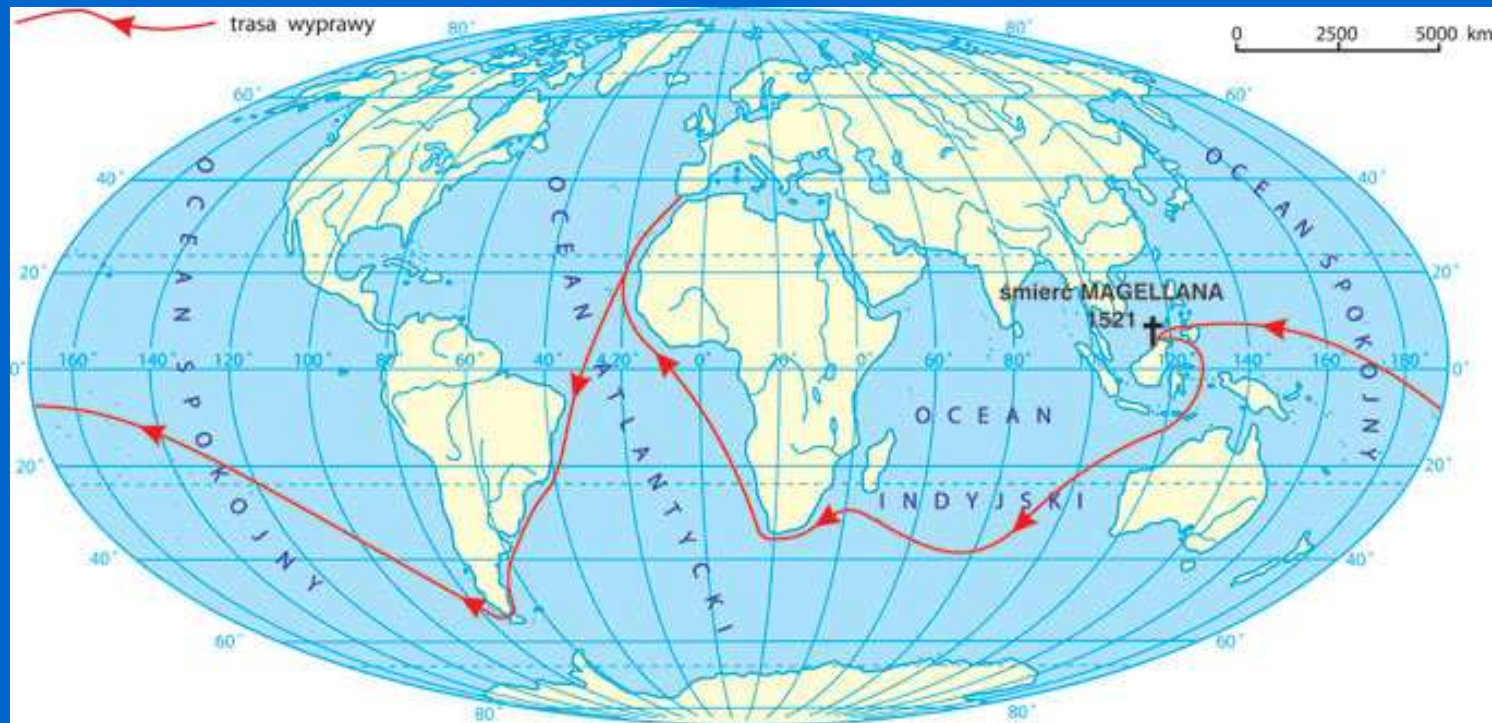 trasa wyprawy
0 2500 5000 km
80° 80°
60° 60°
40° 40°
20° 20°
OCEAN SPOKOJNY
OCEAN ATLANTYCKI
OCEAN SPOKOJNY
śmierć MAGELLANA
1521
0° 160° 140° 120° 100° 80° 60° 40° 20° 0° 20° 60° 80° 100° 120° 140° 160° 180° 0°
OCEAN
INDYJSKI
20° 20°
40° 40°
60° 60°
80° 80°